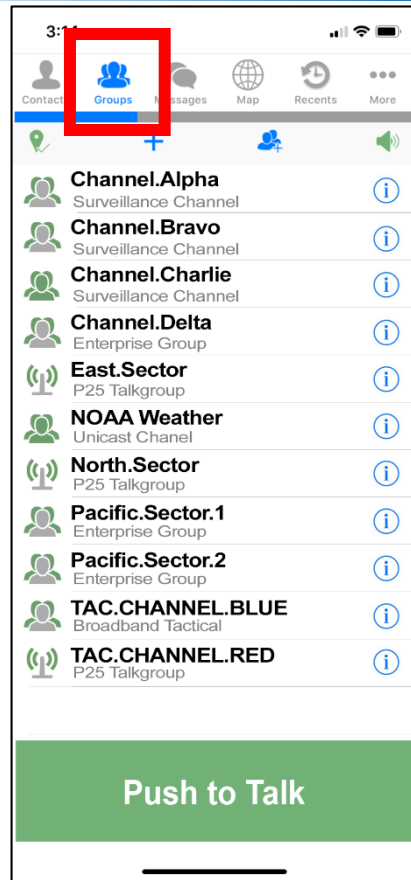 Contact Groups Messages Map Recents More
Channel.Alpha
Surveillance Channel
Channel.Bravo
Surveillance Channel
Channel.Charlie
Surveillance Channel
Channel.Delta
Enterprise Group
East.Sector
P25 Talkgroup
NOAA Weather
Unicast Chanel
North.Sector
P25 Talkgroup
Pacific.Sector.1
Enterprise Group
Pacific.Sector.2
Enterprise Group
TAC.CHANNEL.BLUE
Broadband Tactical
TAC.CHANNEL.RED
P25 Talkgroup
Push to Talk